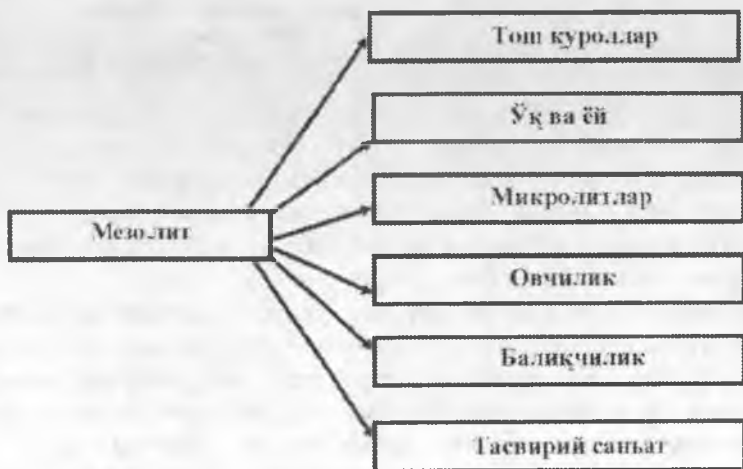 Тош қуроллар
Ўқ ва ёй
Микролитлар
Мезолит
Овчилик
Балиқчилик
Тасвирий санъат